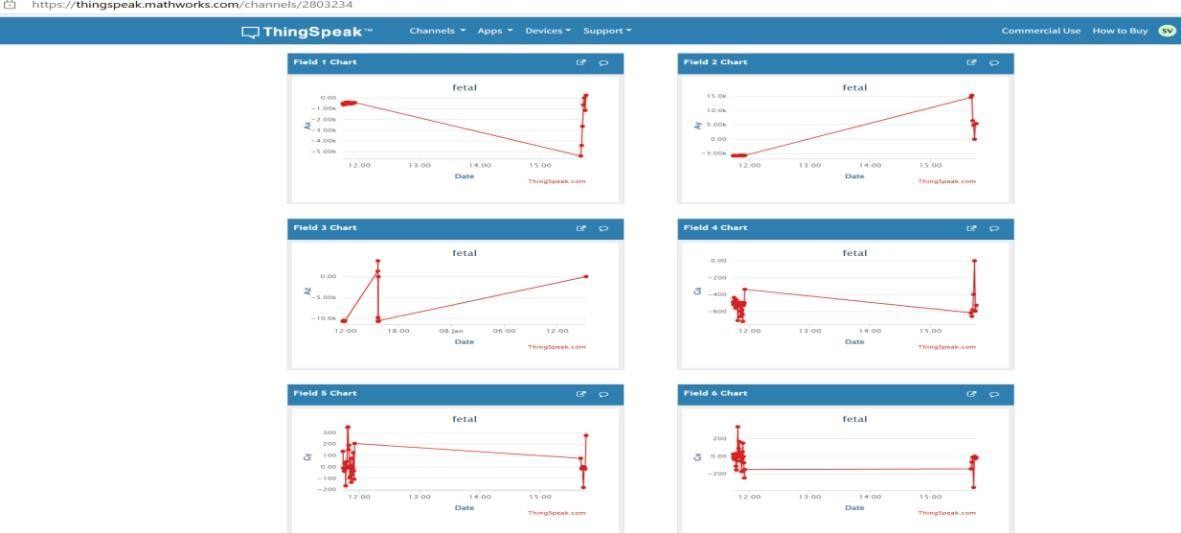 https://thingspeak.mathworks.com/channels/2803234
ThingSpeak™ Channels Apps Devices Support Commercial Use How to Buy SV
Field 1 Chart
fetal
0.00
−1.00k
−2.00k
−3.00k
−4.00k
−5.00k
Ax
12:00 13:00 14:00 15:00
Date
ThingSpeak.com
Field 2 Chart
fetal
15.0k
10.0k
5.00k
0.00
−5.00k
Ay
12:00 13:00 14:00 15:00
Date
ThingSpeak.com
Field 3 Chart
fetal
0.00
−5.00k
−10.0k
Az
12:00 18:00 08 Jan 06:00 12:00
Date
ThingSpeak.com
Field 4 Chart
fetal
0.00
−200
−400
−600
12:00 13:00 14:00 15:00
Date
ThingSpeak.com
Field 5 Chart
fetal
300
200
100
0.00
−100
−200
Gy
12:00 13:00 14:00 15:00
Date
ThingSpeak.com
Field 6 Chart
fetal
200
0.00
−200
12:00 13:00 14:00 15:00
Date
ThingSpeak.com